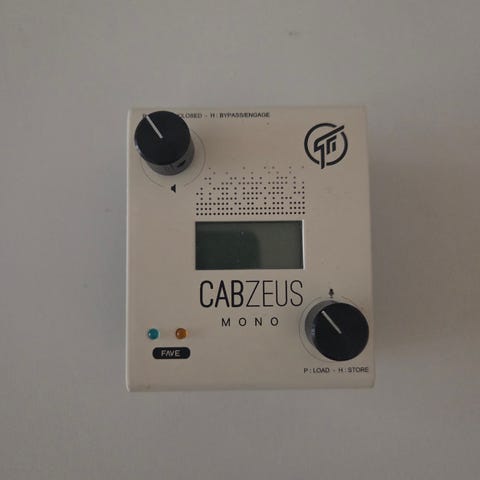 CLOSED - H : BYPASS/ENGAGE
CABZEUS
MONO
FAVE
P : LOAD - H : STORE